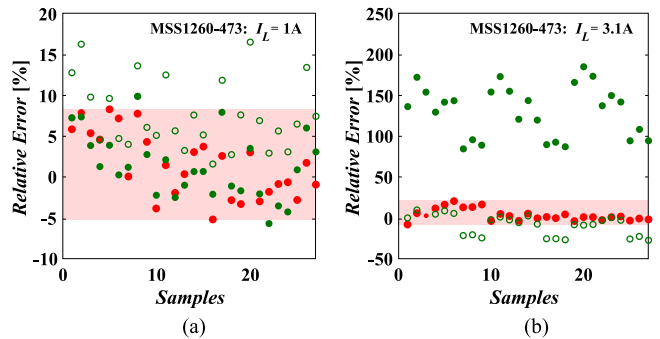 MSS1260-473: I_L = 1A
Relative Error [%]
20
15
10
5
0
-5
-10
0
10
20
Samples
(a)
MSS1260-473: I_L = 3.1A
Relative Error [%]
250
200
150
100
50
0
-50
0
10
20
Samples
(b)